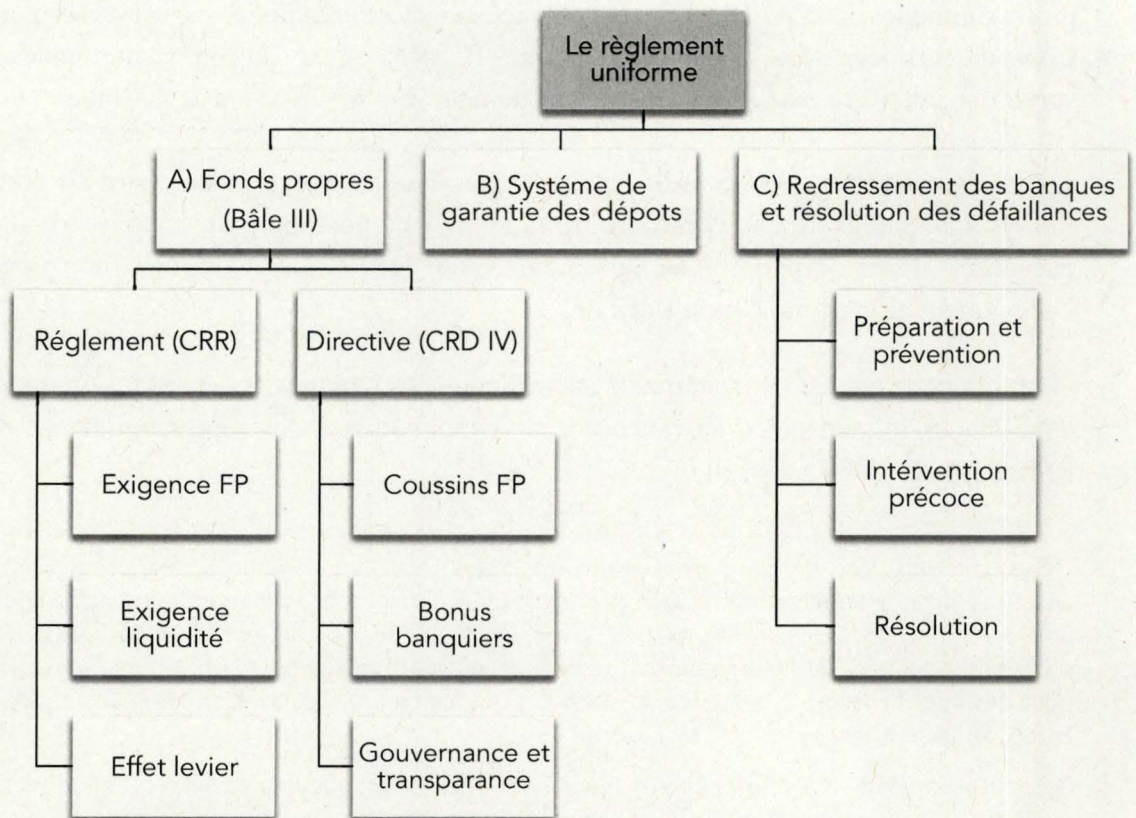 Le règlement
uniforme
A) Fonds propres
(Bâle III)
B) Systéme de
garantie des dépots
C) Redressement des banques
et résolution des défaillances
Réglement (CRR)
Directive (CRD IV)
Exigence FP
Exigence
liquidité
Effet levier
Coussins FP
Bonus
banquiers
Gouvernance et
transparance
Préparation et
prévention
Intérvention
précoce
Résolution